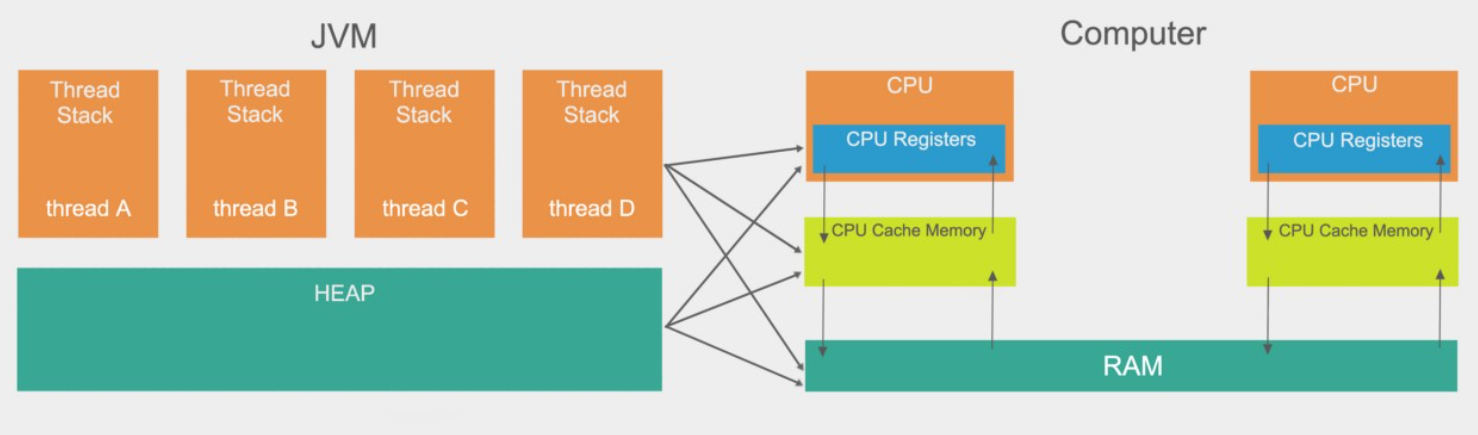 JVM
Computer
Thread
Stack
thread A
Thread
Stack
thread B
Thread
Stack
thread C
Thread
Stack
thread D
HEAP
CPU
CPU Registers
CPU Cache Memory
CPU
CPU Registers
CPU Cache Memory
RAM